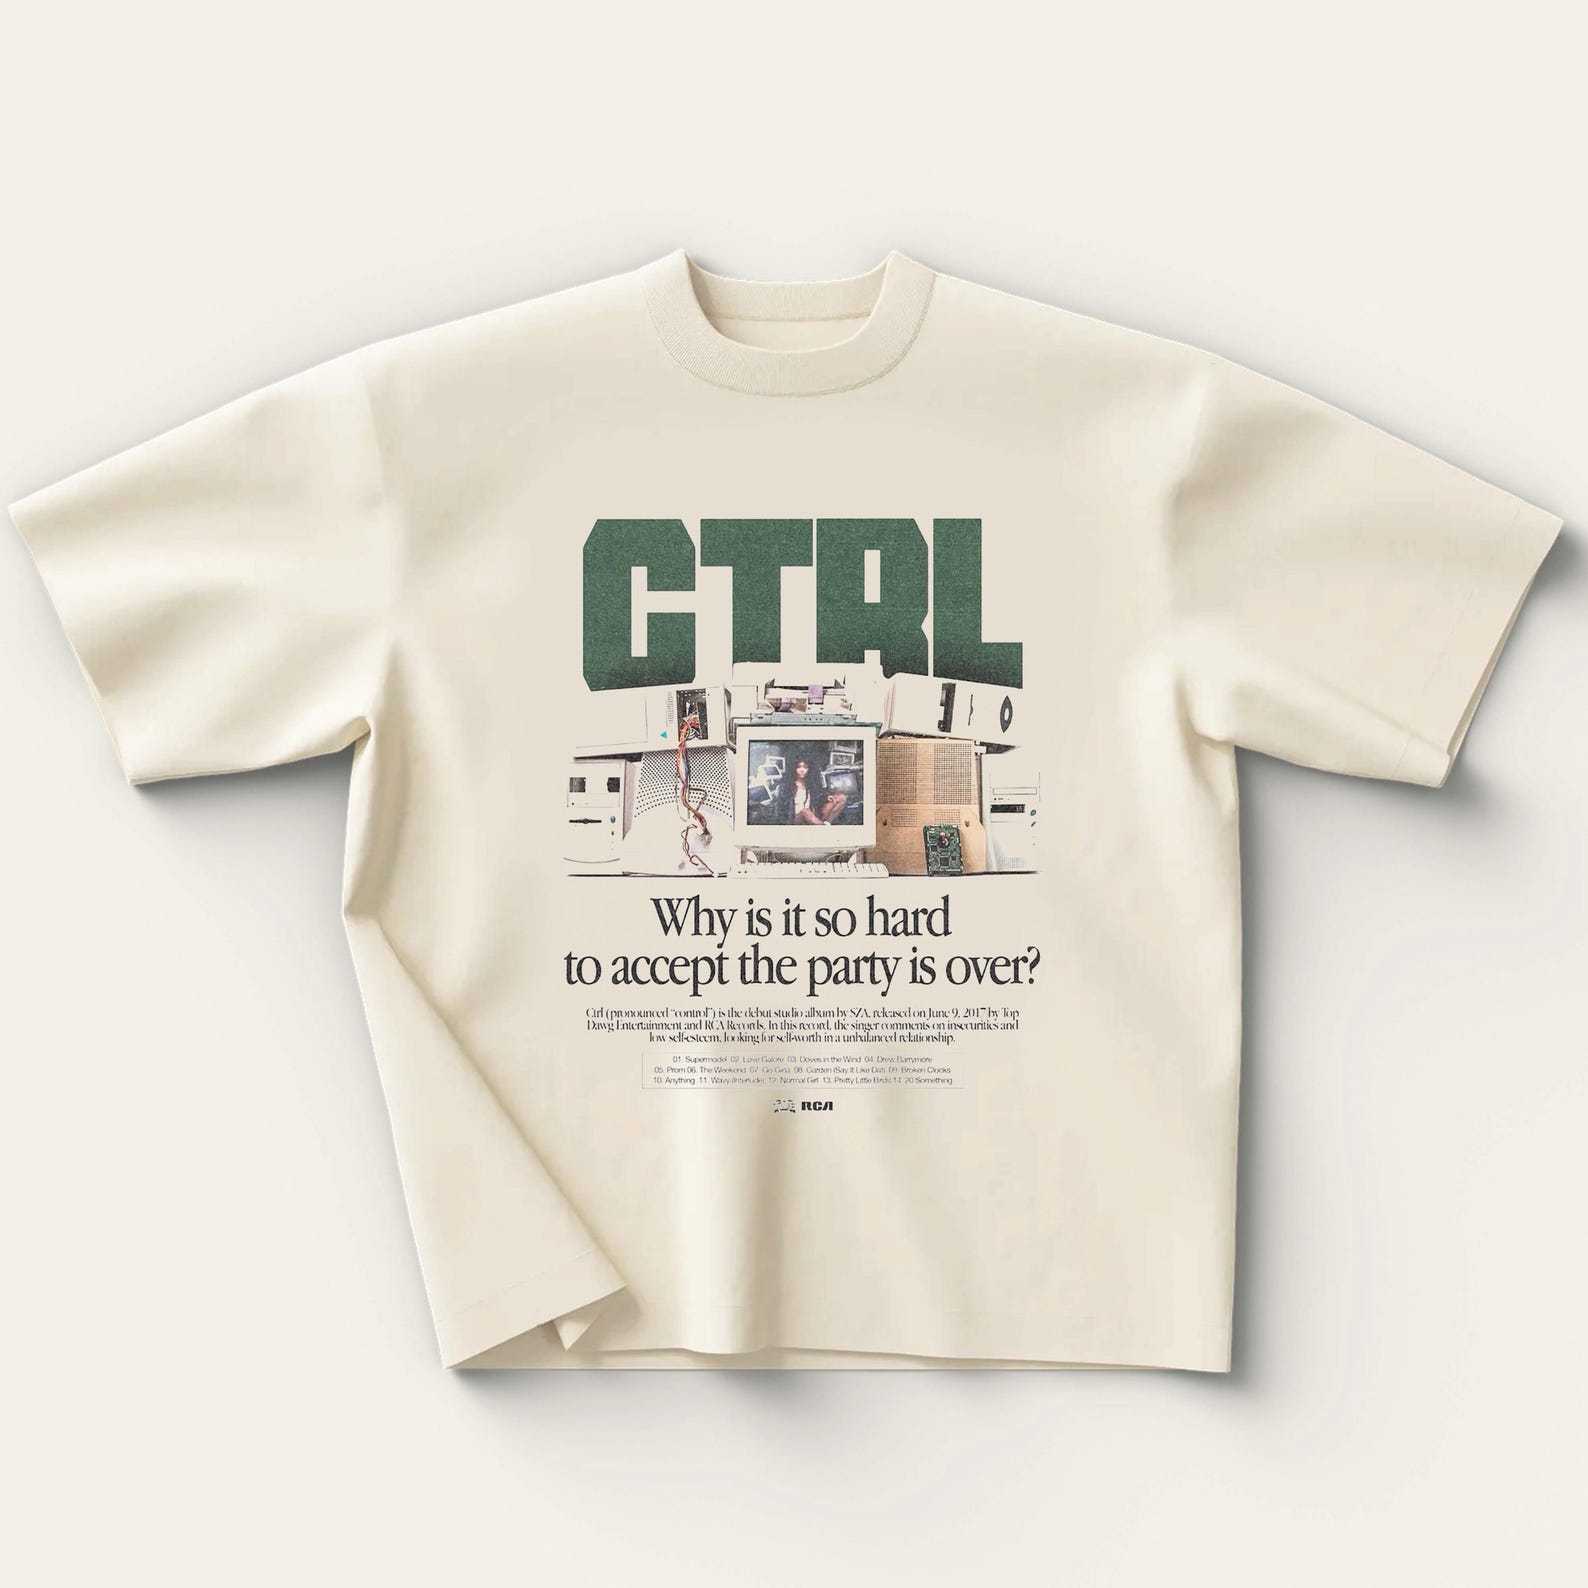 CTRL
Why is it so hard
to accept the party is over?
Ctrl (pronounced "control") is the debut studio album by SZA, released on June 9, 2017 by Top
Dawg Entertainment and RCA Records. In this record, the singer comments on insecurities and
low self-esteem, looking for self-worth in a unbalanced relationship.
01. Supermodel 02. Love Galore 03. Doves in the Wind 04. Drew Barrymore
05. Prom 06. The Weekend 07. Go Gina 08. Garden (Say It Like Dat) 09. Broken Clocks
10. Anything 11. Wavy (Interlude) 12. Normal Girl 13. Pretty Little Birds 14. 20 Something
RCA